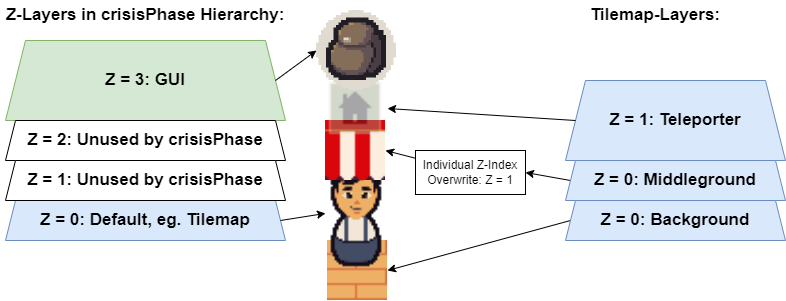 Z-Layers in crisisPhase Hierarchy:
Z = 3: GUI
Z = 2: Unused by crisisPhase
Z = 1: Unused by crisisPhase
Z = 0: Default, eg. Tilemap
Individual Z-Index
Overwrite: Z = 1
Tilemap-Layers:
Z = 1: Teleporter
Z = 0: Middleground
Z = 0: Background